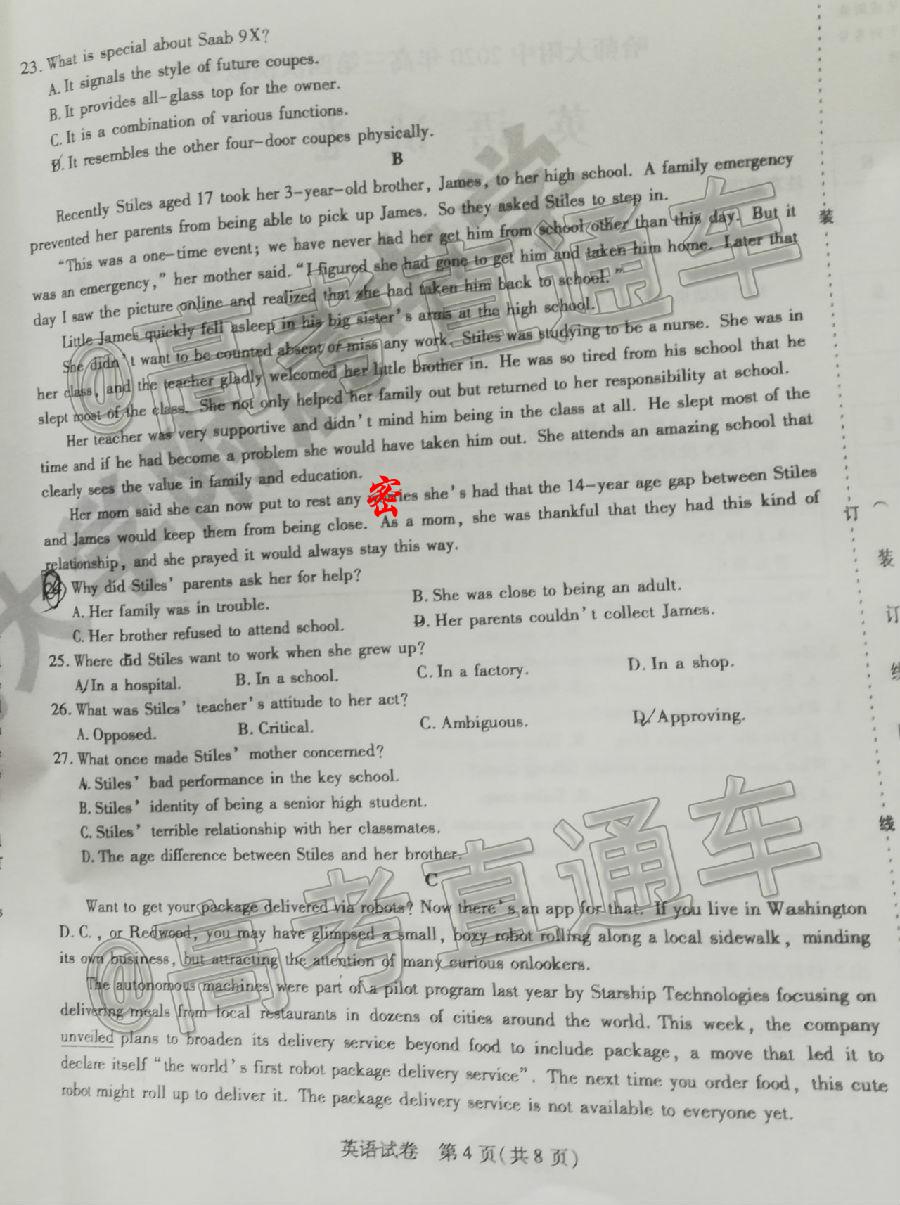 23. What is special about Saab 9X?
A. It signals the style of future coupes.
B. It provides all-glass top for the owner.
C. It is a combination of various functions.
D. It resembles the other four-door coupes physically.
B
Recently Stiles aged 17 took her 3-year-old brother, James, to her high school. A family emergency
prevented her parents from being able to pick up James. So they asked Stiles to step in.
"This was a one-time event; we have never had her get him from school other than this day. But it
was an emergency," her mother said. "I figured she had gone to get him and taken him home. Later that
day I saw the picture online and realized that she had taken him back to school."
Little James quickly fell asleep in his big sister's arms at the high school.
She didn't want to be counted absent or miss any work. Stiles was studying to be a nurse. She was in
her class, and the teacher gladly welcomed her little brother in. He was so tired from his school that he
slept most of the class. She not only helped her family out but returned to her responsibility at school.
Her teacher was very supportive and didn't mind him being in the class at all. He slept most of the
time and if he had become a problem she would have taken him out. She attends an amazing school that
clearly sees the value in family and education.
Her mom said she can now put to rest any she's had that the 14-year age gap between Stiles
and James would keep them from being close. As a mom, she was thankful that they had this kind of
relationship, and she prayed it would always stay this way.
24. Why did Stiles' parents ask her for help?
A. Her family was in trouble. B. She was close to being an adult.
C. Her brother refused to attend school. D. Her parents couldn't collect James.
25. Where did Stiles want to work when she grew up?
A. In a hospital. B. In a school. C. In a factory. D. In a shop.
26. What was Stiles' teacher's attitude to her act?
A. Opposed. B. Critical. C. Ambiguous. D. Approving.
27. What once made Stiles' mother concerned?
A. Stiles' bad performance in the key school.
B. Stiles' identity of being a senior high student.
C. Stiles' terrible relationship with her classmates.
D. The age difference between Stiles and her brother.
C
Want to get your package delivered via robots? Now there's an app for that. If you live in Washington
D. C., or Redwood, you may have glimpsed a small, boxy robot rolling along a local sidewalk, minding
its own business, but attracting the attention of many curious onlookers.
The autonomous machines were part of a pilot program last year by Starship Technologies focusing on
delivering meals from local restaurants in dozens of cities around the world. This week, the company
unveiled plans to broaden its delivery service beyond food to include package, a move that led it to
declare itself "the world's first robot package delivery service". The next time you order food, this cute
robot might roll up to deliver it. The package delivery service is not available to everyone yet.
英语试卷 第4页(共8页)
装
订
线
装
订
线
密
@高考直通车
@高考直通车